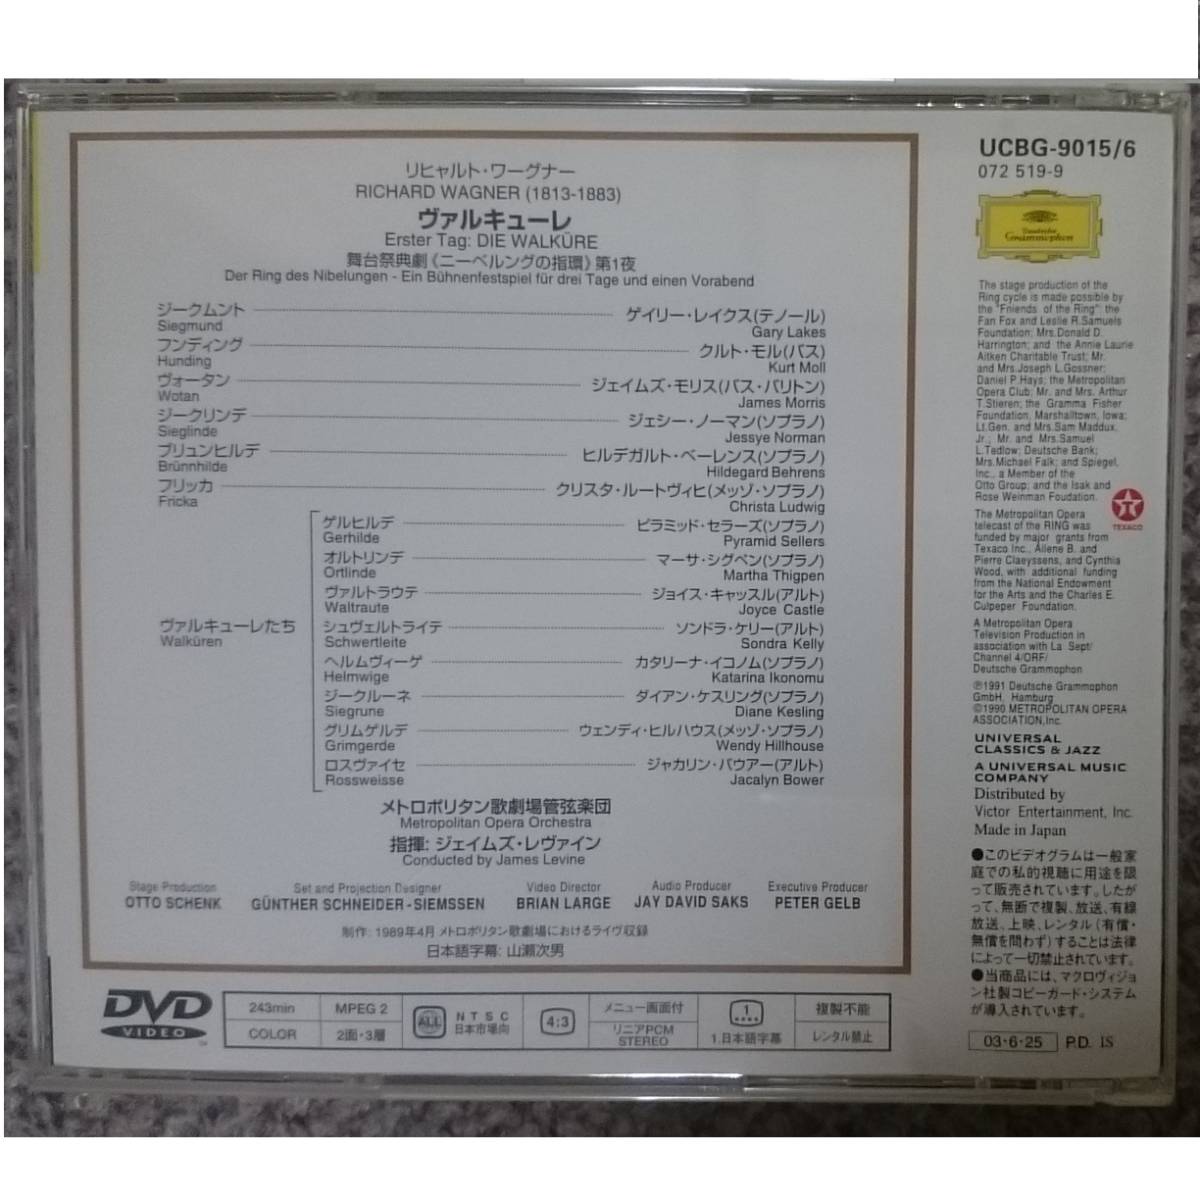 リヒャルト・ワーグナー
RICHARD WAGNER (1813-1883)
ヴァルキューレ
Erster Tag: DIE WALKÜRE
舞台祭典劇《ニーベルングの指環》第1夜
Der Ring des Nibelungen - Ein Bühnenfestspiel für drei Tage und einen Vorabend
ジークムント ゲイリー・レイクス(テノール)
Siegmund Gary Lakes
フンディング クルト・モル(バス)
Hunding Kurt Moll
ヴォータン ジェイムズ・モリス(バス・バリトン)
Wotan James Morris
ジークリンデ ジェシー・ノーマン(ソプラノ)
Sieglinde Jessye Norman
ブリュンヒルデ ヒルデガルト・ベーレンス(ソプラノ)
Brünnhilde Hildegard Behrens
フリッカ クリスタ・ルートヴィヒ(メッゾ・ソプラノ)
Fricka Christa Ludwig
ヴァルキューレたち
Walküren
ゲルヒルデ ピラミッド・セラーズ(ソプラノ)
Gerhilde Pyramid Sellers
オルトリンデ マーサ・シグペン(ソプラノ)
Ortlinde Martha Thigpen
ヴァルトラウテ ジョイス・キャッスル(アルト)
Waltraute Joyce Castle
シュヴェルトライテ ソンドラ・ケリー(アルト)
Schwertleite Sondra Kelly
ヘルムヴィーゲ カタリーナ・イコノム(ソプラノ)
Helmwige Katarina Ikonomu
ジークルーネ ダイアン・ケスリング(ソプラノ)
Siegrune Diane Kesling
グリムゲルデ ウェンディ・ヒルハウス(メッゾ・ソプラノ)
Grimgerde Wendy Hillhouse
ロスヴァイセ ジャカリン・バウアー(アルト)
Rossweisse Jacalyn Bower
メトロポリタン歌劇場管弦楽団
Metropolitan Opera Orchestra
指揮: ジェイムズ・レヴァイン
Conducted by James Levine
Stage Production Set and Projection Designer Video Director Audio Producer Executive Producer
OTTO SCHENK GÜNTHER SCHNEIDER-SIEMSSEN BRIAN LARGE JAY DAVID SAKS PETER GELB
制作: 1989年4月 メトロポリタン歌劇場におけるライヴ収録
日本語字幕: 山瀬次男
DVD
VIDEO
TM
243min MPEG 2
COLOR 2面・3層
ALL
NTSC
日本市場向
4:3
メニュー画面付
リニアPCM
STEREO
1
1.日本語字幕
複製不能
レンタル禁止
UCBG-9015/6
072 519-9
Deutsche
Grammophon
The stage production of the
Ring cycle is made possible by
the "Friends of the Ring": the
Fan Fox and Leslie R.Samuels
Foundation; Mrs.Donald D.
Harrington; and the Annie Laurie
Aitken Charitable Trust; Mr.
and Mrs.Joseph L.Gossner;
Daniel P.Hays; the Metropolitan
Opera Club; Mr. and Mrs. Arthur
T.Stieren; the Gramma Fisher
Foundation, Marshalltown, Iowa;
Lt.Gen. and Mrs.Sam Maddux,
Jr.; Mr. and Mrs.Samuel
L.Tedlow; Deutsche Bank;
Mrs.Michael Falk; and Spiegel,
Inc., a Member of the
Otto Group; and the Isak and
Rose Weinman Foudation.
TEXACO
The Metropolitan Opera
telecast of the RING was
funded by major grants from
Texaco Inc., Allene B. and
Pierre Claeyssens, and Cynthia
Wood, with additional funding
from the National Endowment
for the Arts and the Charles E.
Culpeper Foundation.
A Metropolitan Opera
Television Production in
association with La Sept/
Channel 4/ORF/
Deutsche Grammophon
℗1991 Deutsche Grammophon
GmbH, Hamburg
©1990 METROPOLITAN OPERA
ASSOCIATION,Inc.
UNIVERSAL
CLASSICS & JAZZ
A UNIVERSAL MUSIC
COMPANY
Distributed by
Victor Entertainment, Inc.
Made in Japan
●このビデオグラムは一般家
庭での私的視聴に用途を限
って販売されています。したが
って、無断で複製、放送、有線
放送、上映、レンタル(有償・
無償を問わず)することは法律
によって一切禁止されています。
●当商品には、マクロヴィジョ
ン社製コピーガード・システム
が導入されています。
03・6・25 P.D. IS